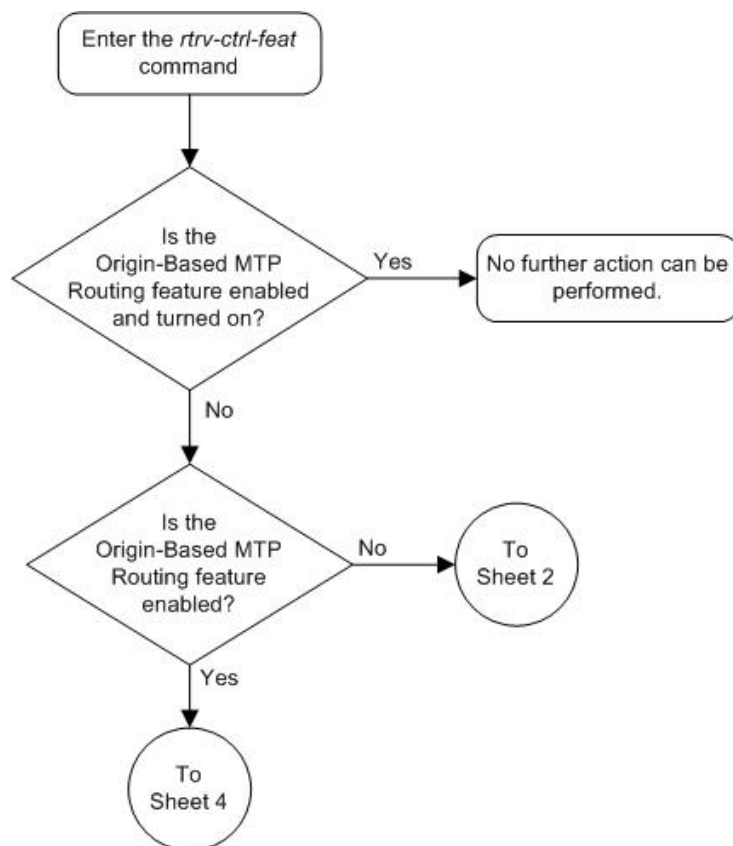 Enter the rtrv-ctrl-feat
command
Is the
Origin-Based MTP
Routing feature enabled
and turned on?
Yes
No further action can be
performed.
No
Is the
Origin-Based MTP
Routing feature
enabled?
No
To
Sheet 2
Yes
To
Sheet 4